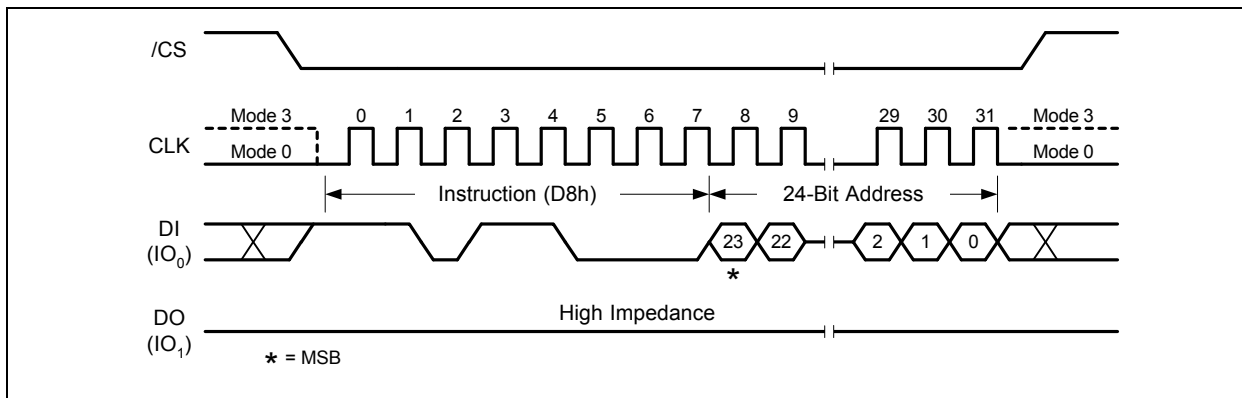 /CS
Mode 3 0 1 2 3 4 5 6 7 8 9 29 30 31 Mode 3
CLK
Mode 0 Mode 0
Instruction (D8h) 24-Bit Address
DI
(IO₀)
23 22 2 1 0
*
High Impedance
DO
(IO₁)
* = MSB